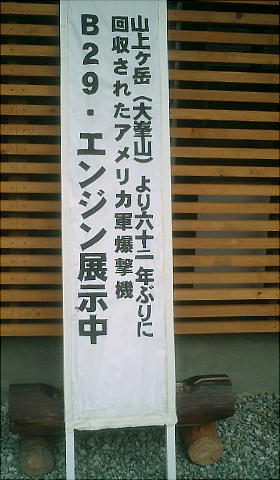 山上ヶ岳（大峯山）より六十二年ぶりに
回収されたアメリカ軍爆撃機
B29・エンジン展示中